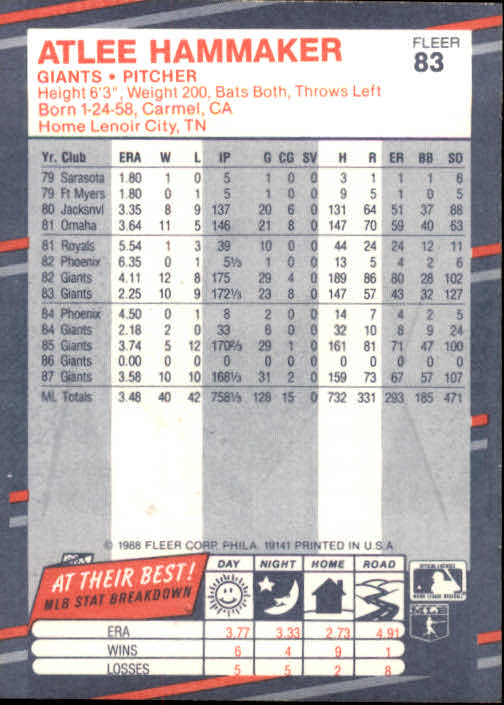 ATLEE HAMMAKER
FLEER
83
GIANTS • PITCHER
Height 6'3", Weight 200, Bats Both, Throws Left
Born 1-24-58, Carmel, CA
Home Lenoir City, TN
Yr. Club ERA W L IP G CG SV H R ER BB SO
79 Sarasota 1.80 1 0 5 1 0 0 3 1 1 1 6
79 Ft Myers 1.80 0 1 5 1 0 0 9 5 1 0 5
80 Jacksnvl 3.35 8 9 137 20 6 0 131 64 51 37 88
81 Omaha 3.64 11 5 146 21 8 0 147 70 59 40 63
81 Royals 5.54 1 3 39 10 0 0 44 24 24 12 11
82 Phoenix 6.35 0 1 5⅔ 1 0 0 13 5 4 2 6
82 Giants 4.11 12 8 175 29 4 0 189 86 80 28 102
83 Giants 2.25 10 9 172⅓ 23 8 0 147 57 43 32 127
84 Phoenix 4.50 0 1 8 2 0 0 14 7 4 2 5
84 Giants 2.18 2 0 33 6 0 0 32 10 8 9 24
85 Giants 3.74 5 12 170⅔ 29 1 0 161 81 71 47 100
86 Giants 0.00 0 0 0 0 0 0 0 0 0 0 0
87 Giants 3.58 10 10 168⅓ 31 2 0 159 73 67 57 107
ML Totals 3.48 40 42 758⅓ 128 15 0 732 331 293 185 471
© 1988 FLEER CORP. PHILA. 19141 PRINTED IN U.S.A.
AT THEIR BEST!
MLB STAT BREAKDOWN
DAY NIGHT HOME ROAD
ERA 3.77 3.33 2.73 4.91
WINS 6 4 9 1
LOSSES 5 5 2 8